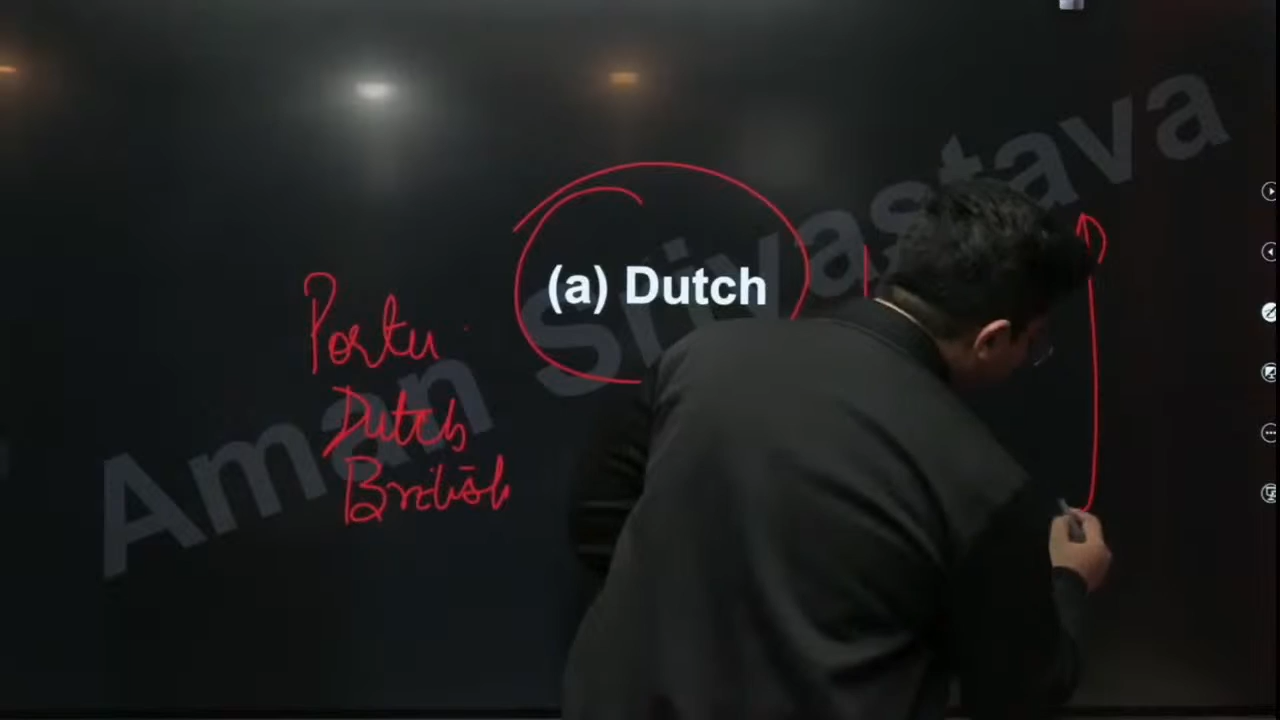 (a) Dutch
Portu
Dutch
British
Aman Srivastava